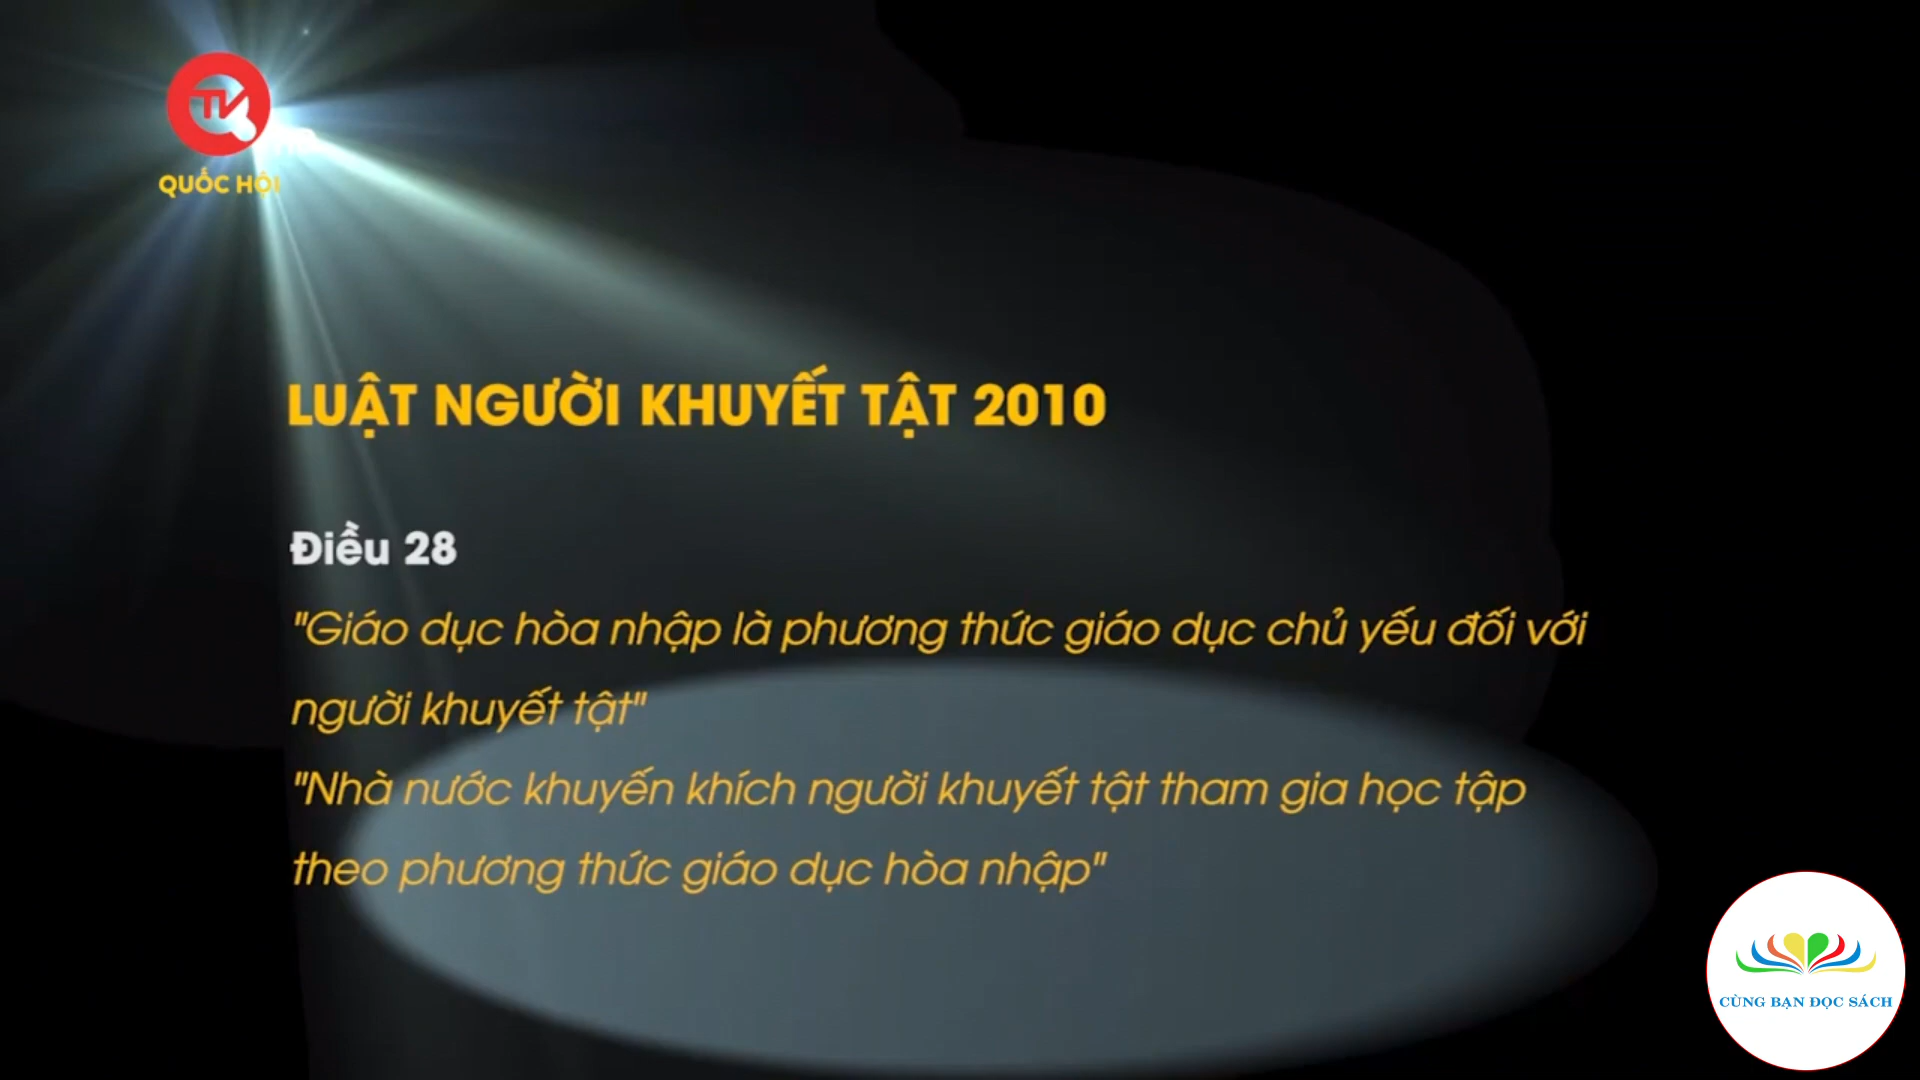 TV
QUỐC HỘI
LUẬT NGƯỜI KHUYẾT TẬT 2010
Điều 28
"Giáo dục hòa nhập là phương thức giáo dục chủ yếu đối với
người khuyết tật"
"Nhà nước khuyến khích người khuyết tật tham gia học tập
theo phương thức giáo dục hòa nhập"
CÙNG BẠN ĐỌC SÁCH